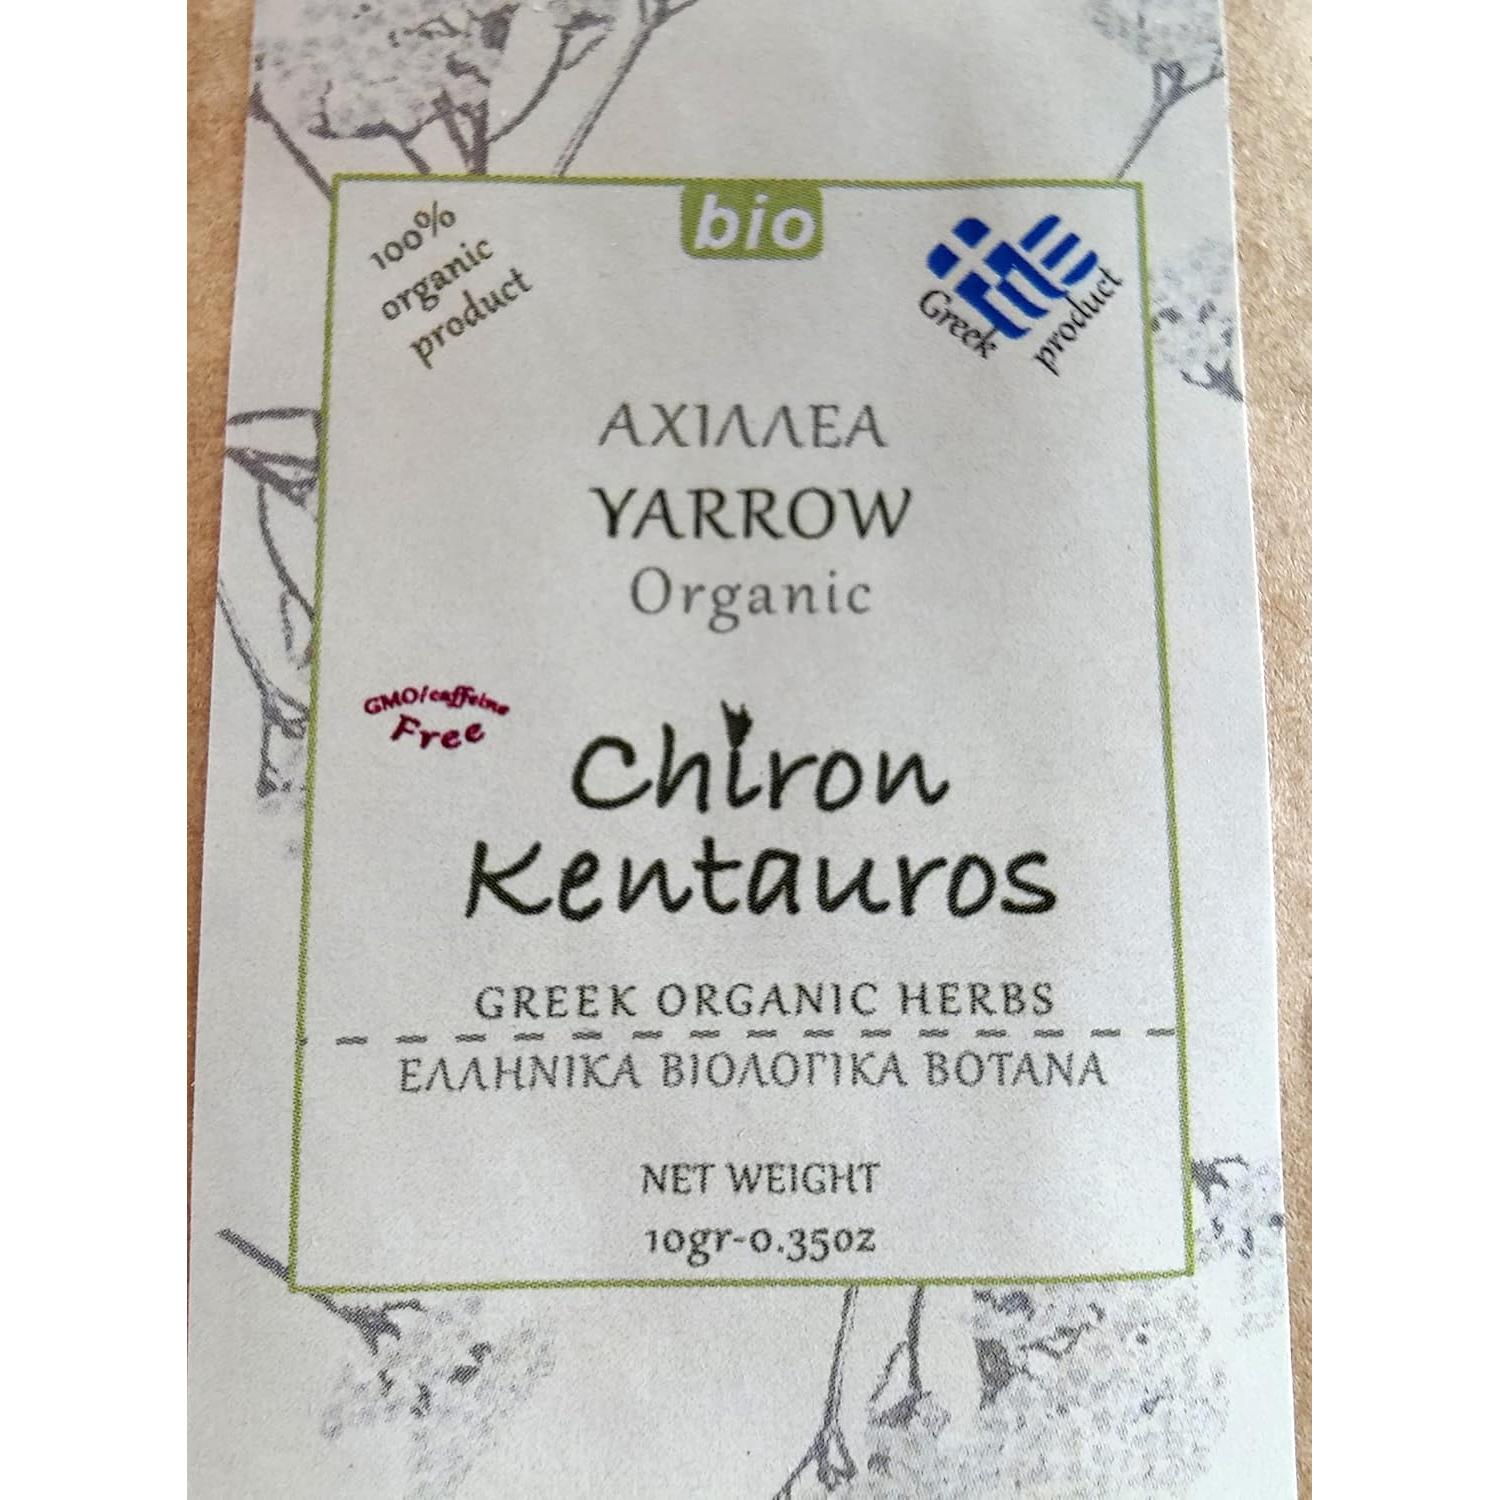 bio
100%
organic
product
Greek
product
ΑΧΙΛΛΕΑ
YARROW
Organic
GMO/caffeine
Free
Chiron
Kentauros
GREEK ORGANIC HERBS
ΕΛΛΗΝΙΚΑ ΒΙΟΛΟΓΙΚΑ ΒΟΤΑΝΑ
NET WEIGHT
10gr-0.35oz